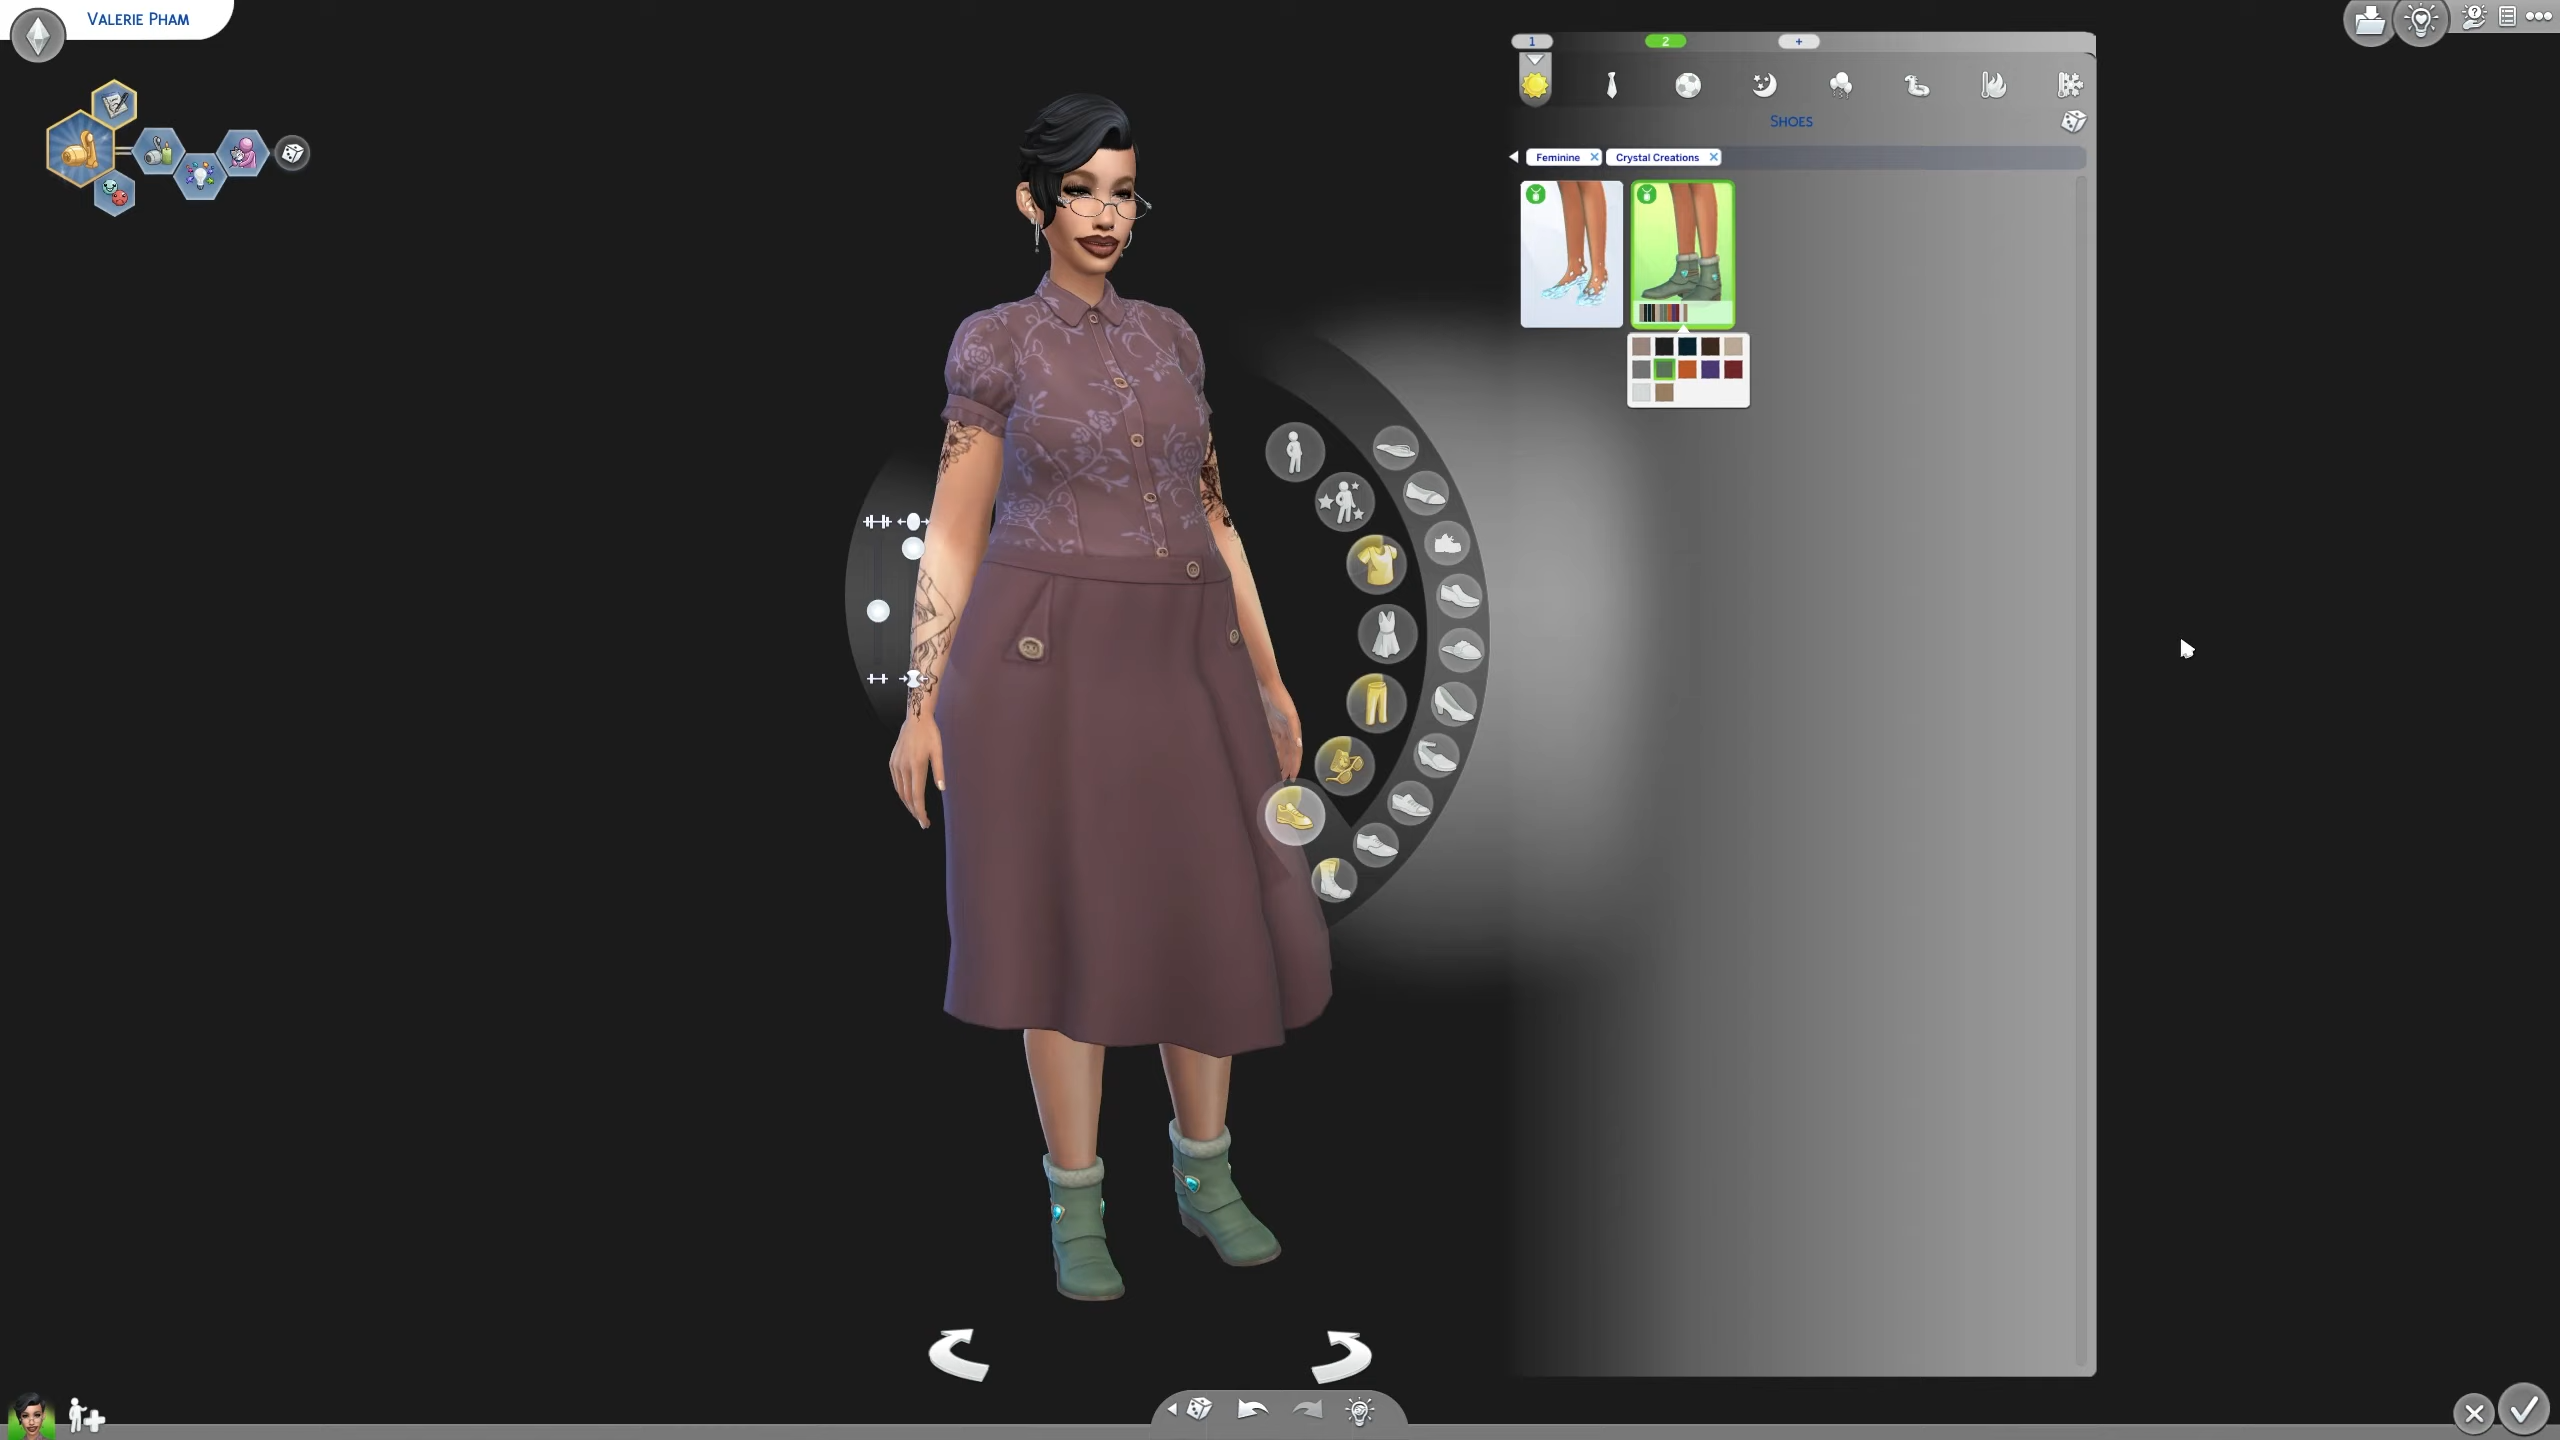 Valerie Pham
1
2
+
Shoes
Feminine
Crystal Creations